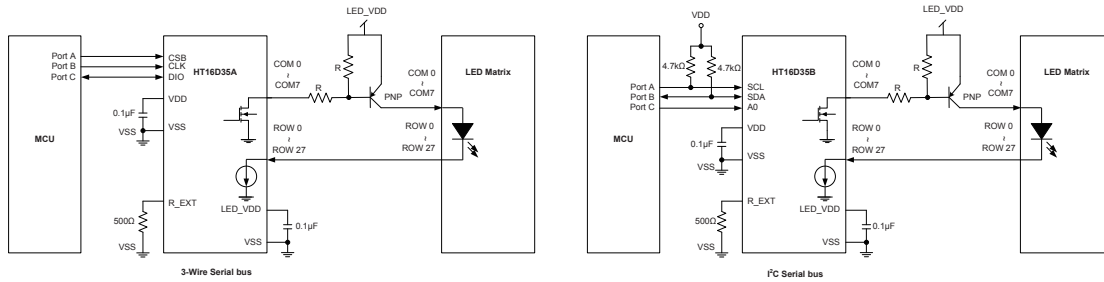 LED_VDD
MCU
Port A
Port B
Port C
CSB
CLK
DIO
HT16D35A
VDD
0.1μF
VSS
VSS
COM 0
~
COM7
R
R
PNP
COM 0
~
COM7
LED Matrix
ROW 0
~
ROW 27
ROW 0
~
ROW 27
R_EXT
500Ω
VSS
LED_VDD
0.1μF
VSS
3-Wire Serial bus
LED_VDD
VDD
4.7kΩ
4.7kΩ
MCU
Port A
Port B
Port C
SCL
SDA
A0
HT16D35B
VDD
0.1μF
VSS
VSS
COM 0
~
COM7
R
R
PNP
COM 0
~
COM7
LED Matrix
ROW 0
~
ROW 27
ROW 0
~
ROW 27
R_EXT
500Ω
VSS
LED_VDD
0.1μF
VSS
I²C Serial bus